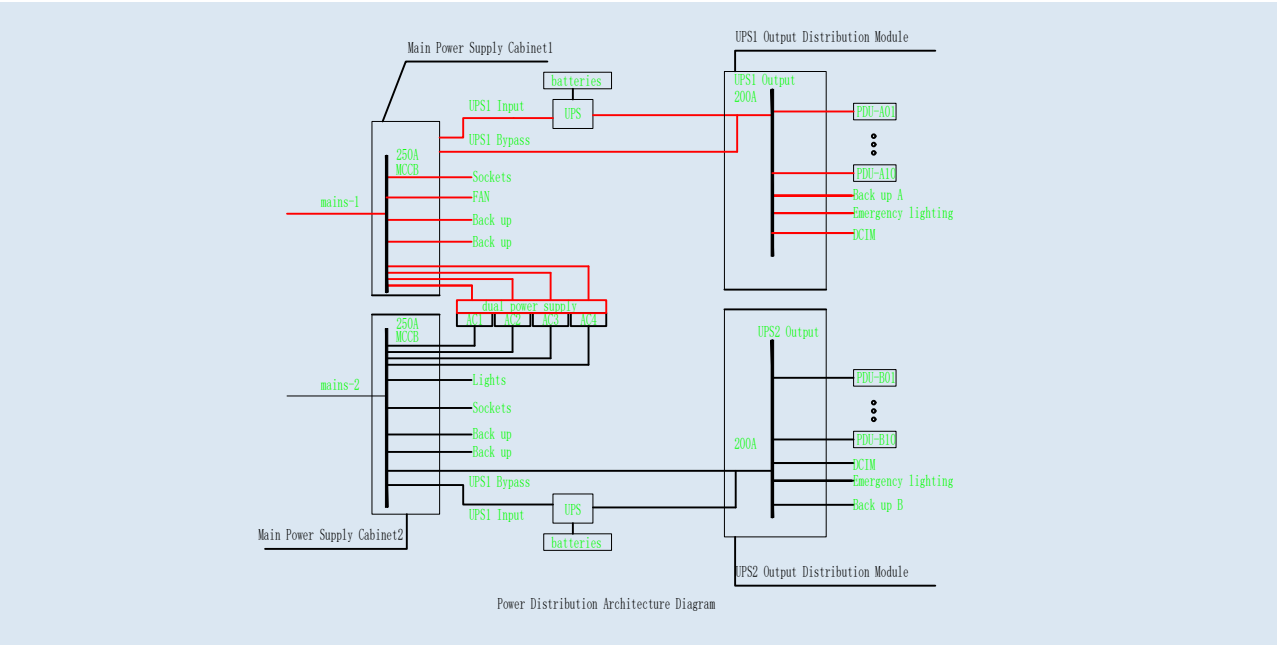 UPS1 Output Distribution Module
Main Power Supply Cabinet1
batteries
UPS1 Output
200A
UPS1 Input
UPS
PDU-A01
UPS1 Bypass
250A
MCCB
Sockets
PDU-A10
FAN
Back up A
mains-1
Back up
Emergency lighting
Back up
DCIM
dual power supply
AC1 AC2 AC3 AC4
250A
MCCB
UPS2 Output
mains-2
Lights
PDU-B01
Sockets
Back up
200A
PDU-B10
Back up
DCIM
UPS1 Bypass
Emergency lighting
UPS1 Input
UPS
Back up B
Main Power Supply Cabinet2
batteries
UPS2 Output Distribution Module
Power Distribution Architecture Diagram